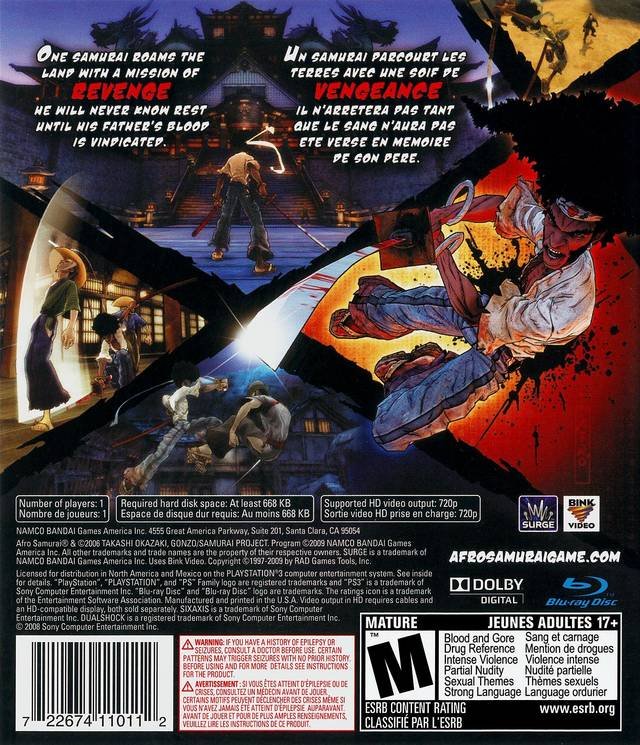 One samurai roams the
land with a mission of
REVENGE
He will never know rest
until his father's blood
is vindicated.
Un samurai parcourt les
terres avec une soif de
VENGEANCE
Il n'arretera pas tant
que le sang n'aura pas
ete verse en memoire
de son pere.
Number of players: 1
Nombre de joueurs: 1
Required hard disk space: At least 668 KB
Espace de disque dur requis: Au moins 668 KB
Supported HD video output: 720p
Sortie vidéo HD prise en charge: 720p
SURGE
BINK
VIDEO
NAMCO BANDAI Games America Inc. 4555 Great America Parkway, Suite 201, Santa Clara, CA 95054
Afro Samurai® & ©2006 TAKASHI OKAZAKI, GONZO/SAMURAI PROJECT. Program ©2009 NAMCO BANDAI Games
America Inc. All other trademarks and trade names are the property of their respective owners. SURGE is a trademark of
NAMCO BANDAI Games America Inc. Uses Bink Video. Copyright ©1997-2009 by RAD Games Tools, Inc.
Licensed for distribution in North America and Mexico on the PLAYSTATION®3 computer entertainment system. See inside
for details. "PlayStation", "PLAYSTATION", and "PS" Family logo are registered trademarks and "PS3" is a trademark of
Sony Computer Entertainment Inc. "Blu-ray Disc" and "Blu-ray Disc" logo are trademarks. The ratings icon is a trademark
of the Entertainment Software Association. Manufactured and printed in the U.S.A. Video output in HD requires cables and
an HD-compatible display, both sold separately. SIXAXIS is a trademark of Sony Computer
Entertainment Inc. DUALSHOCK is a registered trademark of Sony Computer Entertainment Inc.
© 2008 Sony Computer Entertainment Inc.
AFROSAMURAIGAME.COM
DOLBY
DIGITAL
Blu-ray Disc
7 22674 11011 2
WARNING: IF YOU HAVE A HISTORY OF EPILEPSY OR
SEIZURES, CONSULT A DOCTOR BEFORE USE. CERTAIN
PATTERNS MAY TRIGGER SEIZURES WITH NO PRIOR HISTORY.
BEFORE USING AND FOR MORE DETAILS SEE INSTRUCTIONS
FOR THE PRODUCT.
AVERTISSEMENT: SI VOUS ÊTES ATTEINT D'ÉPILEPSIE OU DE
CRISES, CONSULTEZ UN MÉDECIN AVANT DE JOUER.
CERTAINS MOTIFS PEUVENT DÉCLENCHER DES CRISES MÊME SI
VOUS N'AVEZ JAMAIS ÉTÉ ATTEINT D'ÉPILEPSIE AUPARAVANT.
AVANT DE JOUER ET POUR DE PLUS AMPLES RENSEIGNEMENTS,
VEUILLEZ LIRE LES INSTRUCTIONS DE CE PRODUIT.
MATURE JEUNES ADULTES 17+
M
TM
Blood and Gore
Drug Reference
Intense Violence
Partial Nudity
Sexual Themes
Strong Language
Sang et carnage
Mention de drogues
Violence intense
Nudité partielle
Thèmes sexuels
Langage ordurier
ESRB CONTENT RATING www.esrb.org
CLASSIFIÉ PAR L'ESRB